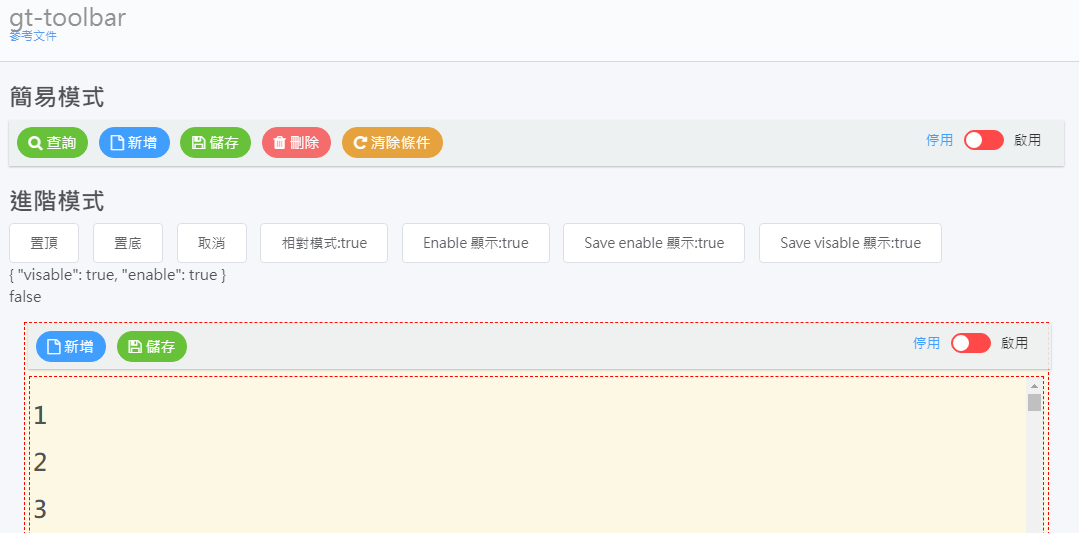 gt-toolbar
參考文件
簡易模式
查詢 新增 儲存 刪除 清除條件 停用 啟用
進階模式
置頂 置底 取消 相對模式:true Enable 顯示:true Save enable 顯示:true Save visable 顯示:true
{ "visable": true, "enable": true }
false
新增 儲存 停用 啟用
1
2
3